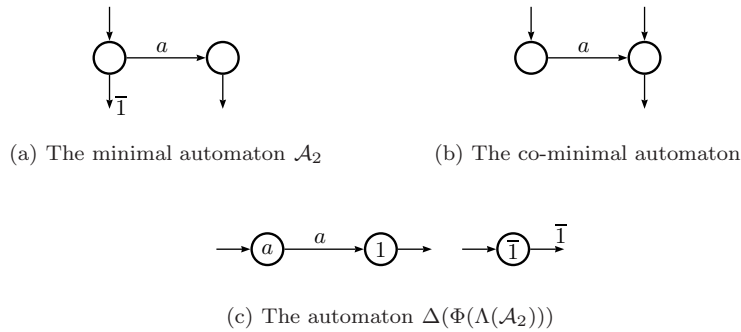 a
1̅
a
(a) The minimal automaton 𝒜₂
(b) The co-minimal automaton
a
a
1
1̅
1̅
(c) The automaton Δ(Φ(Λ(𝒜₂)))